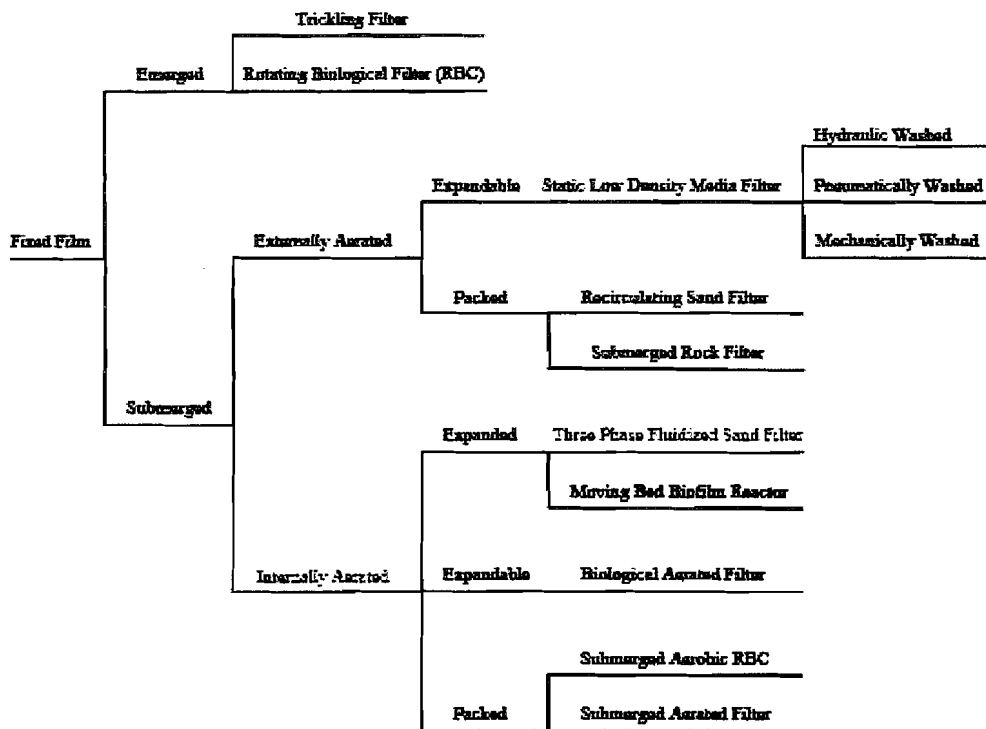 Trickling Filter
Emerged
Rotating Biological Filter (RBC)
Hydraulic Washed
Expandable
Static Low Density Media Filter
Pneumatically Washed
Fixed Film
Externally Aerated
Mechanically Washed
Packed
Recirculating Sand Filter
Submerged Rock Filter
Submerged
Expanded
Three Phase Fluidized Sand Filter
Moving Bed Biofilm Reactor
Internally Aerated
Expandable
Biological Aerated Filter
Submerged Aerobic RBC
Packed
Submerged Aerated Filter